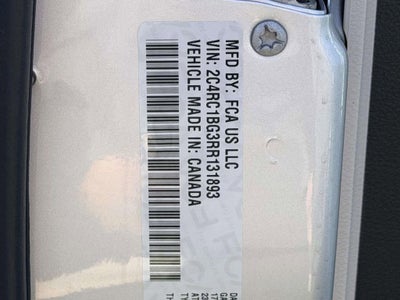 MFD BY: FCA US LLC
VIN: 2C4RC1BG3RR131893
VEHICLE MADE IN: CANADA